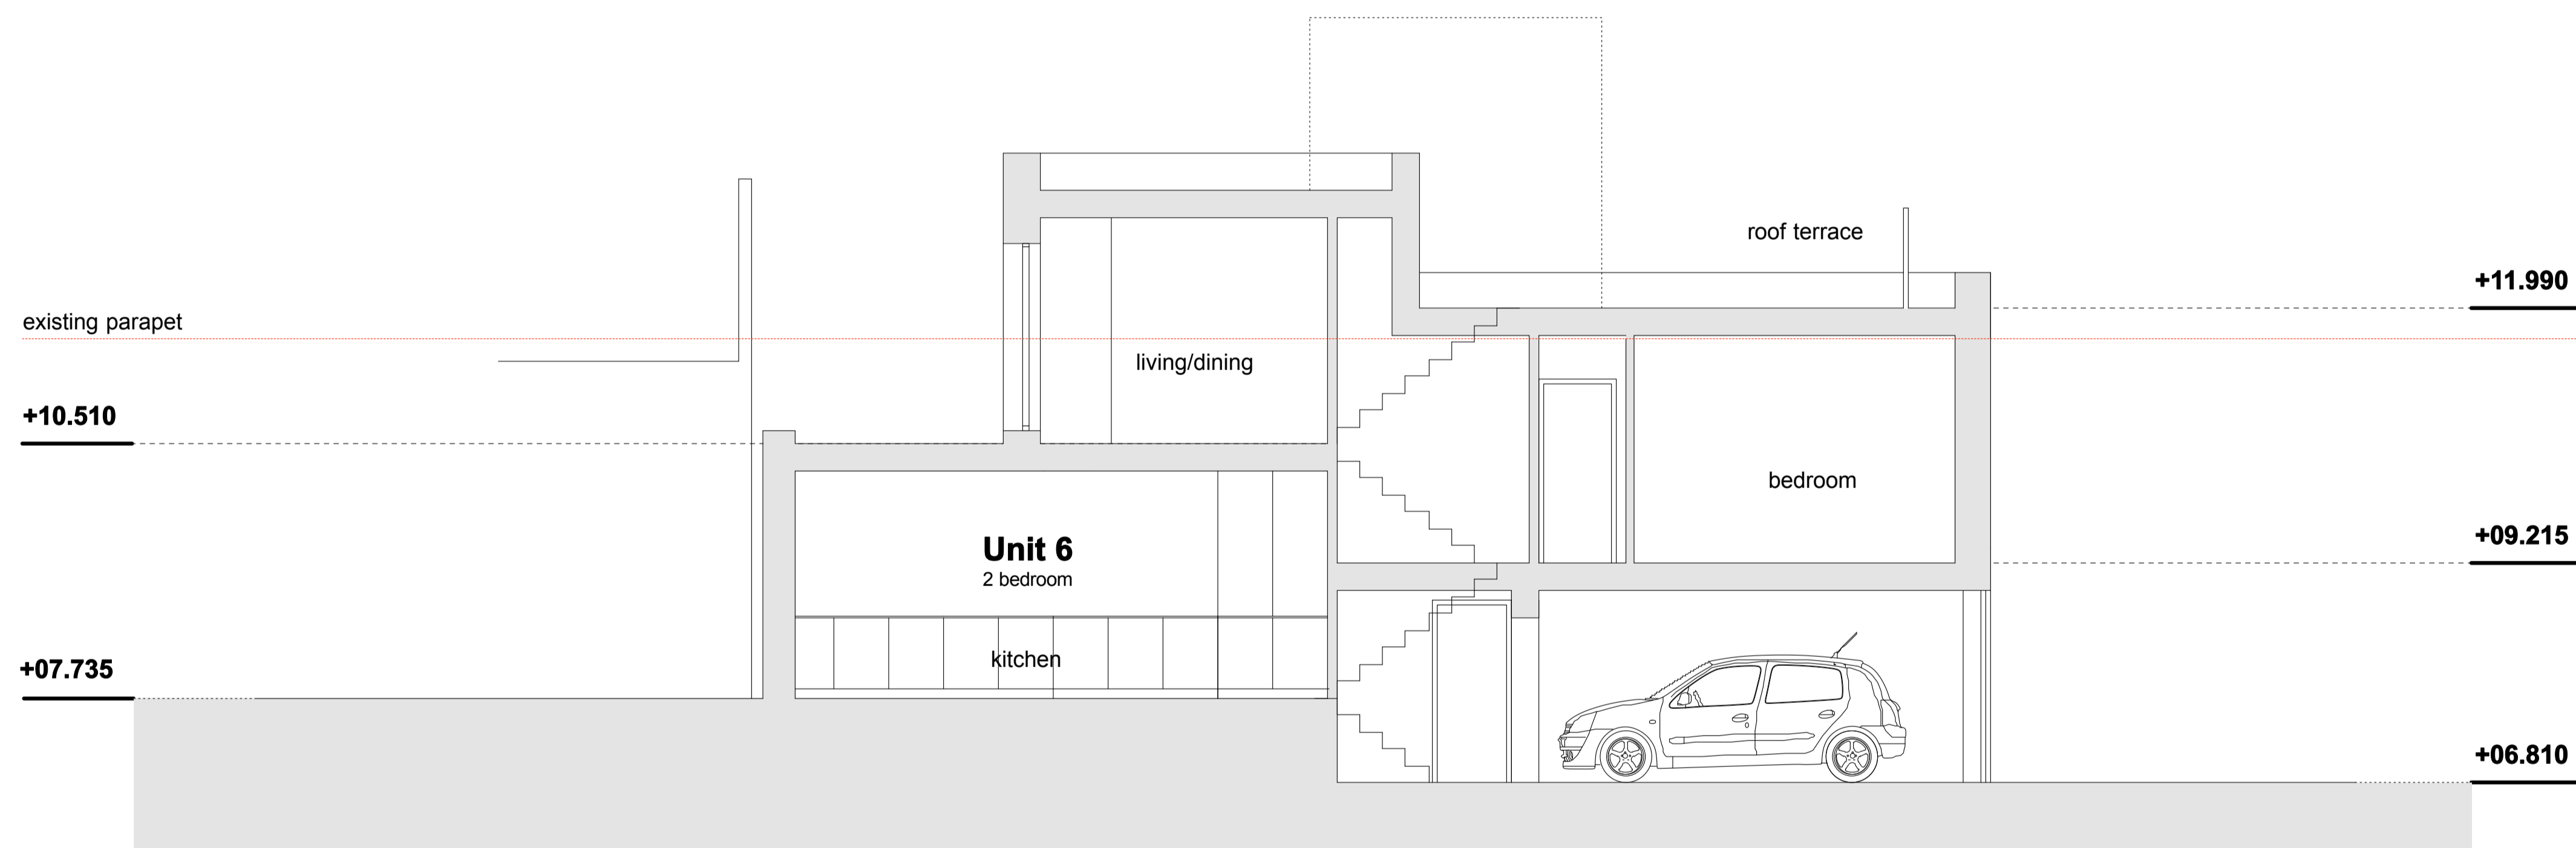 roof terrace
+11.990
existing parapet
living/dining
+10.510
bedroom
+09.215
Unit 6
2 bedroom
kitchen
+07.735
+06.810